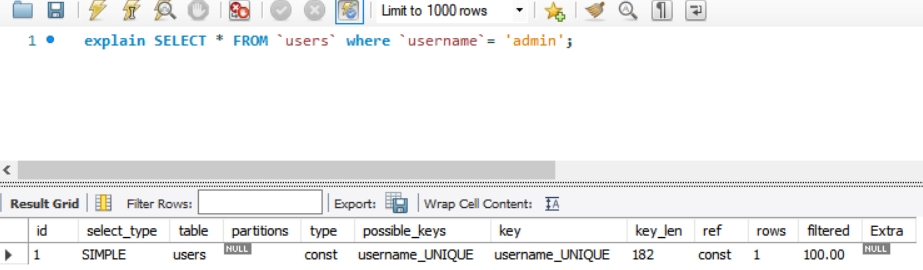 Limit to 1000 rows
1 explain SELECT * FROM `users` where `username`= 'admin';
Result Grid Filter Rows: Export: Wrap Cell Content: IA
id select_type table partitions type possible_keys key key_len ref rows filtered Extra
1 SIMPLE users NULL const username_UNIQUE username_UNIQUE 182 const 1 100.00 NULL